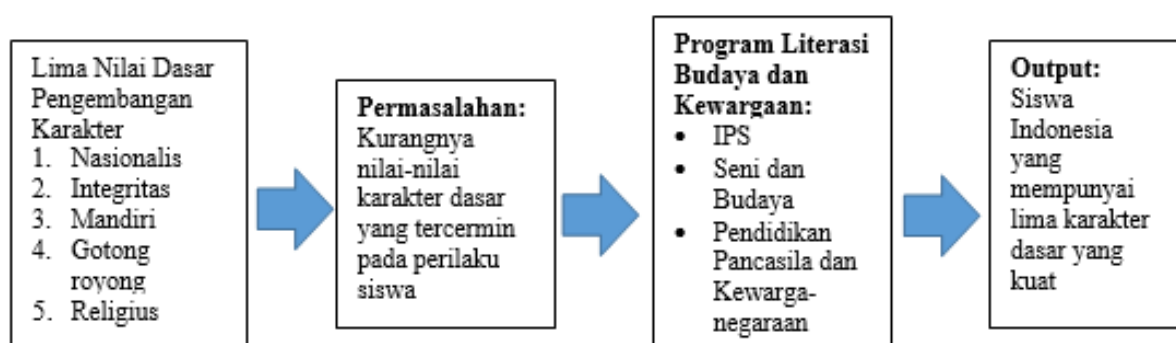 Lima Nilai Dasar
Pengembangan
Karakter
1. Nasionalis
2. Integritas
3. Mandiri
4. Gotong
royong
5. Religius
Permasalahan:
Kurangnya
nilai-nilai
karakter dasar
yang tercermin
pada perilaku
siswa
Program Literasi
Budaya dan
Kewargaan:
• IPS
• Seni dan
Budaya
• Pendidikan
Pancasila dan
Kewarga-
negaraan
Output:
Siswa
Indonesia
yang
mempunyai
lima karakter
dasar yang
kuat